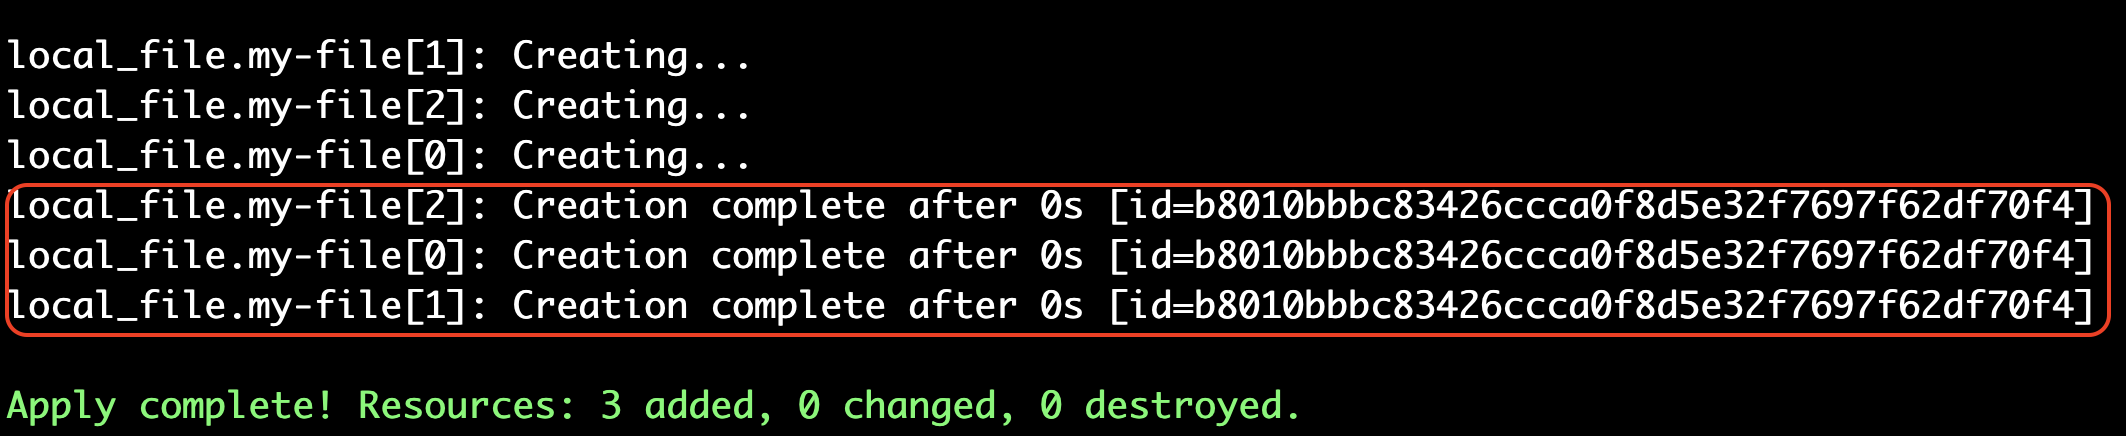 local_file.my-file[1]: Creating...
local_file.my-file[2]: Creating...
local_file.my-file[0]: Creating...
local_file.my-file[2]: Creation complete after 0s [id=b8010bbbc83426ccca0f8d5e32f7697f62df70f4]
local_file.my-file[0]: Creation complete after 0s [id=b8010bbbc83426ccca0f8d5e32f7697f62df70f4]
local_file.my-file[1]: Creation complete after 0s [id=b8010bbbc83426ccca0f8d5e32f7697f62df70f4]
Apply complete! Resources: 3 added, 0 changed, 0 destroyed.